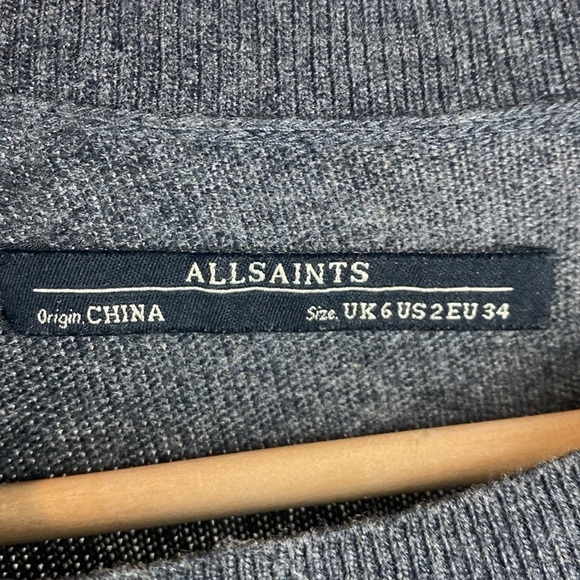 ALLSAINTS
Origin. CHINA Size. UK 6 US 2 EU 34